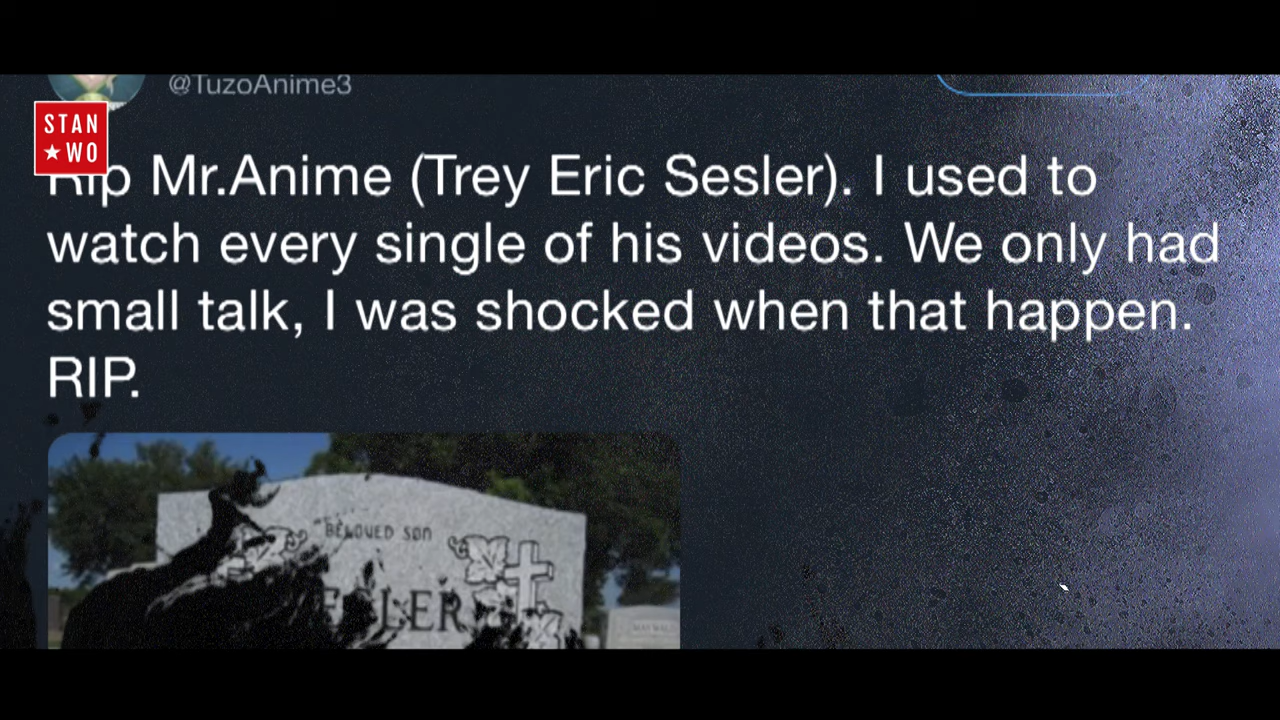 @TuzoAnime3
STAN
★WO
Rip Mr.Anime (Trey Eric Sesler). I used to
watch every single of his videos. We only had
small talk, I was shocked when that happen.
RIP.
"BELOVED SON